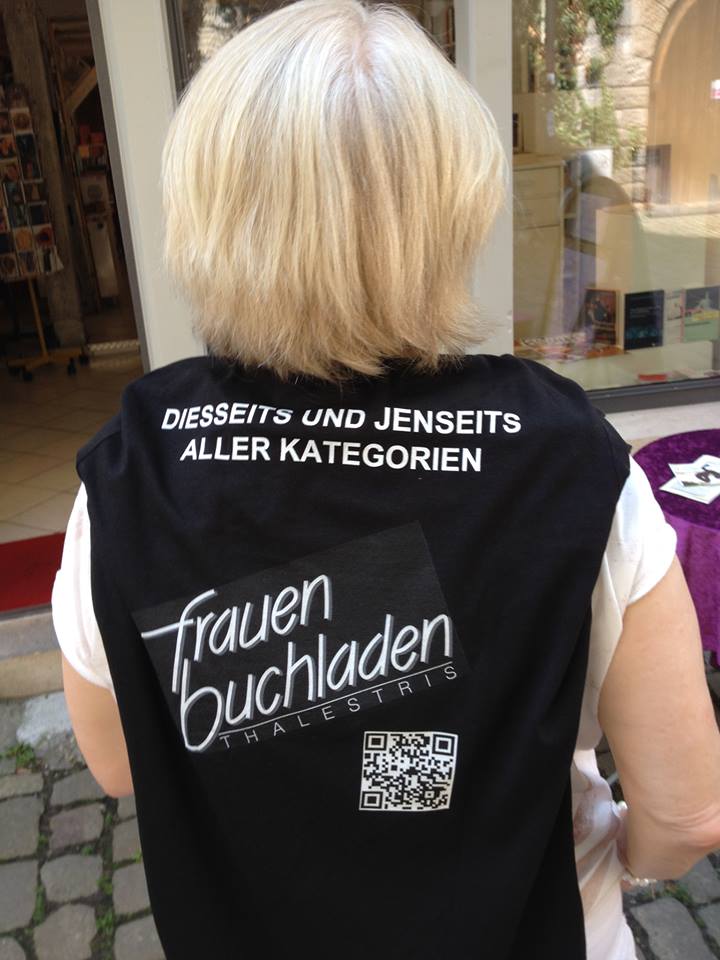 DIESSEITS UND JENSEITS
ALLER KATEGORIEN
frauen
buchladen
THALESTRIS